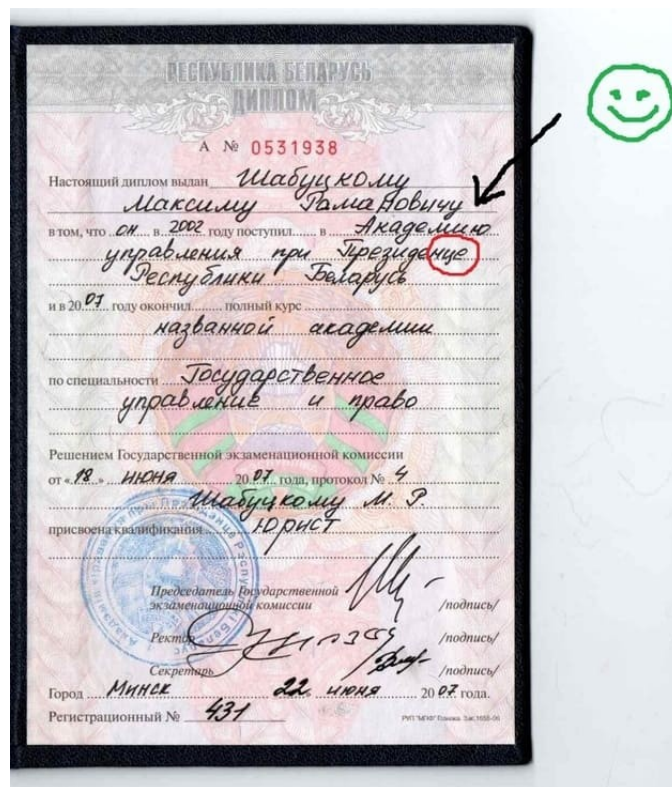 РЕСПУБЛИКА БЕЛАРУСЬ
ДИПЛОМ
А № 0531938
Настоящий диплом выдан Шабуцкому
Максиму Рамановичу
в том, что он в 2002 году поступил в Академию
управления при Президенце
Республики Беларусь
и в 2007 году окончил полный курс
названной академии
по специальности Государственное
управление и право
Решением Государственной экзаменационной комиссии
от «18» июня 2007 года, протокол № 4
Шабуцкому М. Р.
присвоена квалификация юрист
Председатель Государственной
экзаменационной комиссии /подпись/
Ректор /подпись/
Секретарь /подпись/
Город Минск 22 июня 2007 года.
Регистрационный № 431